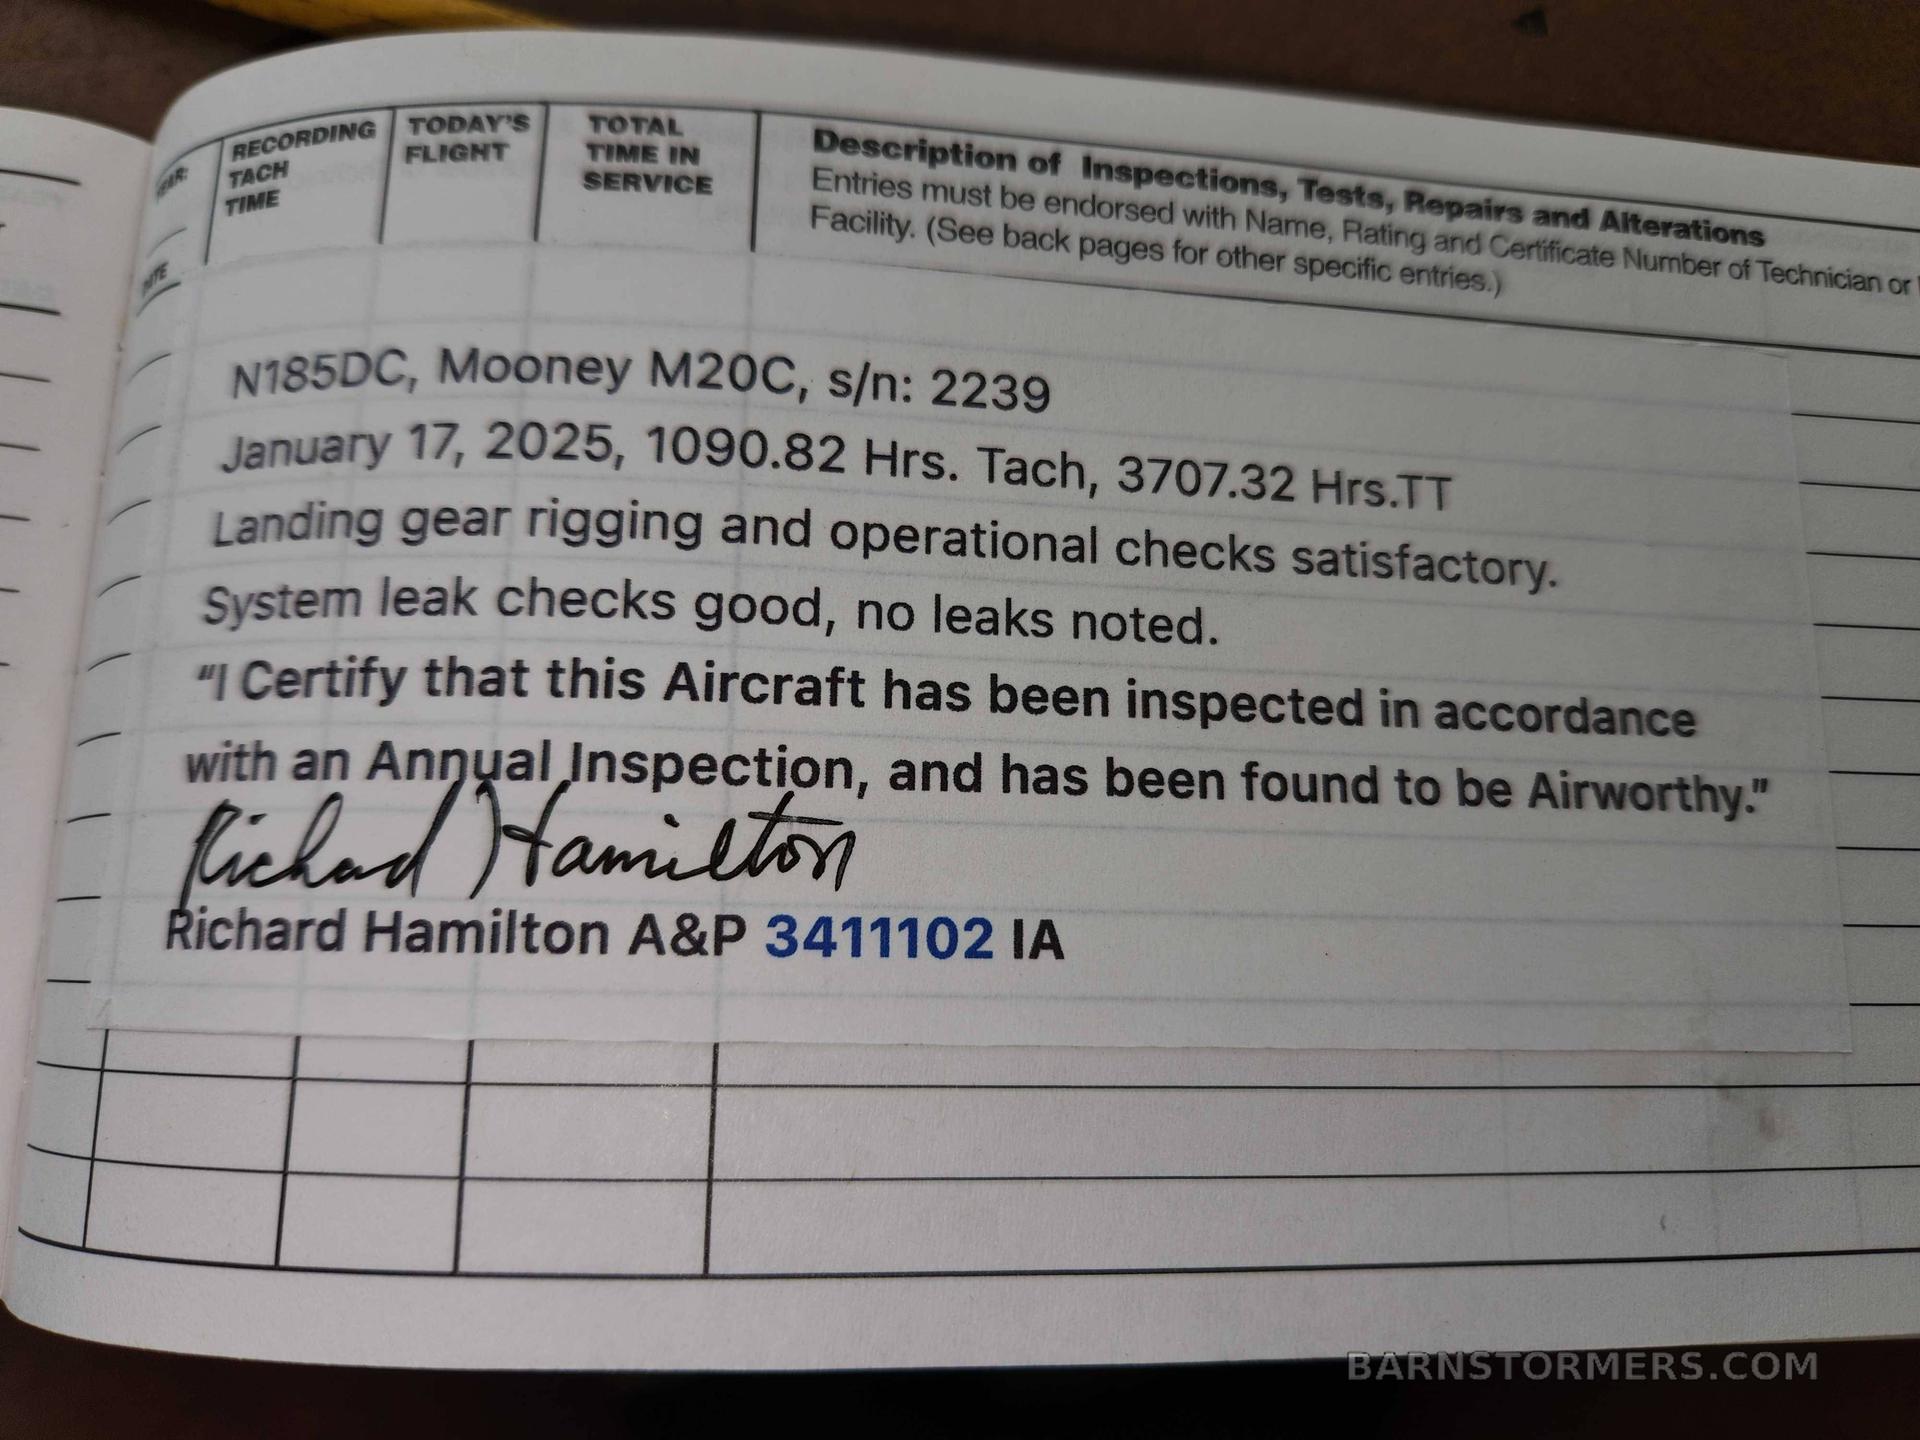 RECORDING
TACH
TIME
TODAY'S
FLIGHT
TOTAL
TIME IN
SERVICE
Description of Inspections, Tests, Repairs and Alterations
Entries must be endorsed with Name, Rating and Certificate Number of Technician or
Facility. (See back pages for other specific entries.)
N185DC, Mooney M20C, s/n: 2239
January 17, 2025, 1090.82 Hrs. Tach, 3707.32 Hrs.TT
Landing gear rigging and operational checks satisfactory.
System leak checks good, no leaks noted.
“I Certify that this Aircraft has been inspected in accordance
with an Annual Inspection, and has been found to be Airworthy.”
Richard Hamilton
Richard Hamilton A&P 3411102 IA
BARNSTORMERS.COM